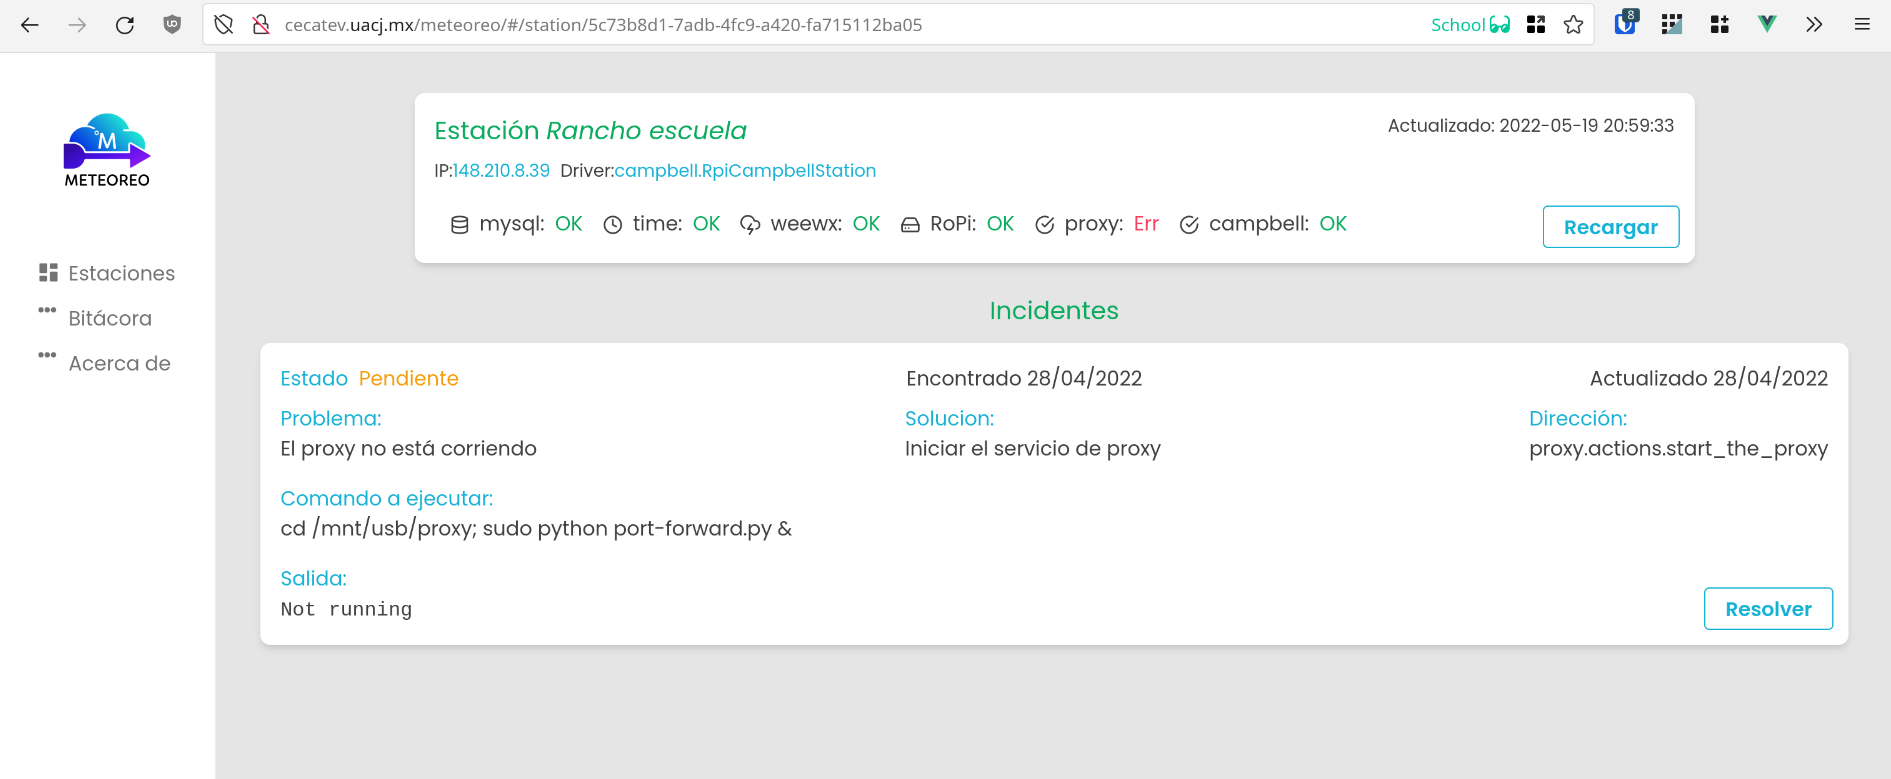 cecatev.uacj.mx/meteoreo/#/station/5c73b8d1-7adb-4fc9-a420-fa715112ba05 School 8
°M
METEOREO
Estaciones
Bitácora
Acerca de
Estación Rancho escuela Actualizado: 2022-05-19 20:59:33
IP:148.210.8.39 Driver:campbell.RpiCampbellStation
mysql: OK time: OK weewx: OK RoPi: OK proxy: Err campbell: OK Recargar
Incidentes
Estado Pendiente Encontrado 28/04/2022 Actualizado 28/04/2022
Problema: Solucion: Dirección:
El proxy no está corriendo Iniciar el servicio de proxy proxy.actions.start_the_proxy
Comando a ejecutar:
cd /mnt/usb/proxy; sudo python port-forward.py &
Salida:
Not running Resolver